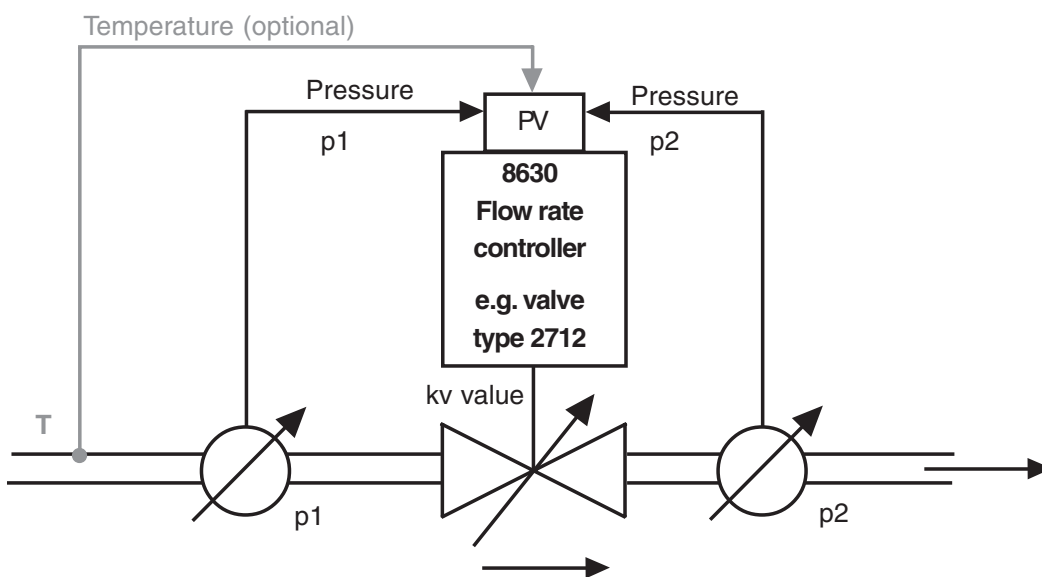 Temperature (optional)
Pressure
p1
PV
Pressure
p2
8630
Flow rate
controller
e.g. valve
type 2712
kv value
T
p1
p2